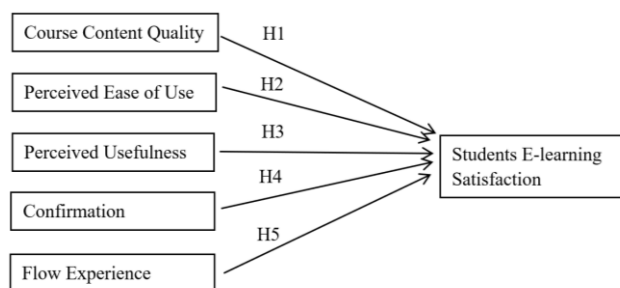 Course Content Quality
H1
Perceived Ease of Use
H2
Perceived Usefulness
H3
Students E-learning
Satisfaction
Confirmation
H4
Flow Experience
H5